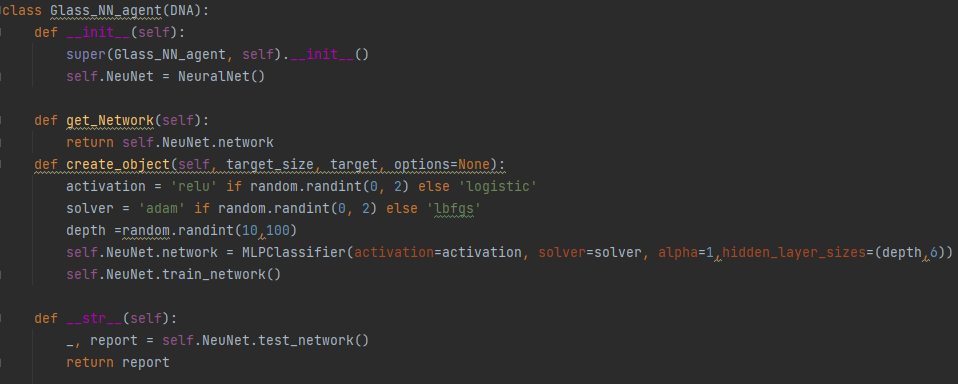 class Glass_NN_agent(DNA):
    def __init__(self):
        super(Glass_NN_agent, self).__init__()
        self.NeuNet = NeuralNet()

    def get_Network(self):
        return self.NeuNet.network
    def create_object(self, target_size, target, options=None):
        activation = 'relu' if random.randint(0, 2) else 'logistic'
        solver = 'adam' if random.randint(0, 2) else 'lbfgs'
        depth =random.randint(10,100)
        self.NeuNet.network = MLPClassifier(activation=activation, solver=solver, alpha=1,hidden_layer_sizes=(depth,6))
        self.NeuNet.train_network()

    def __str__(self):
        _, report = self.NeuNet.test_network()
        return report